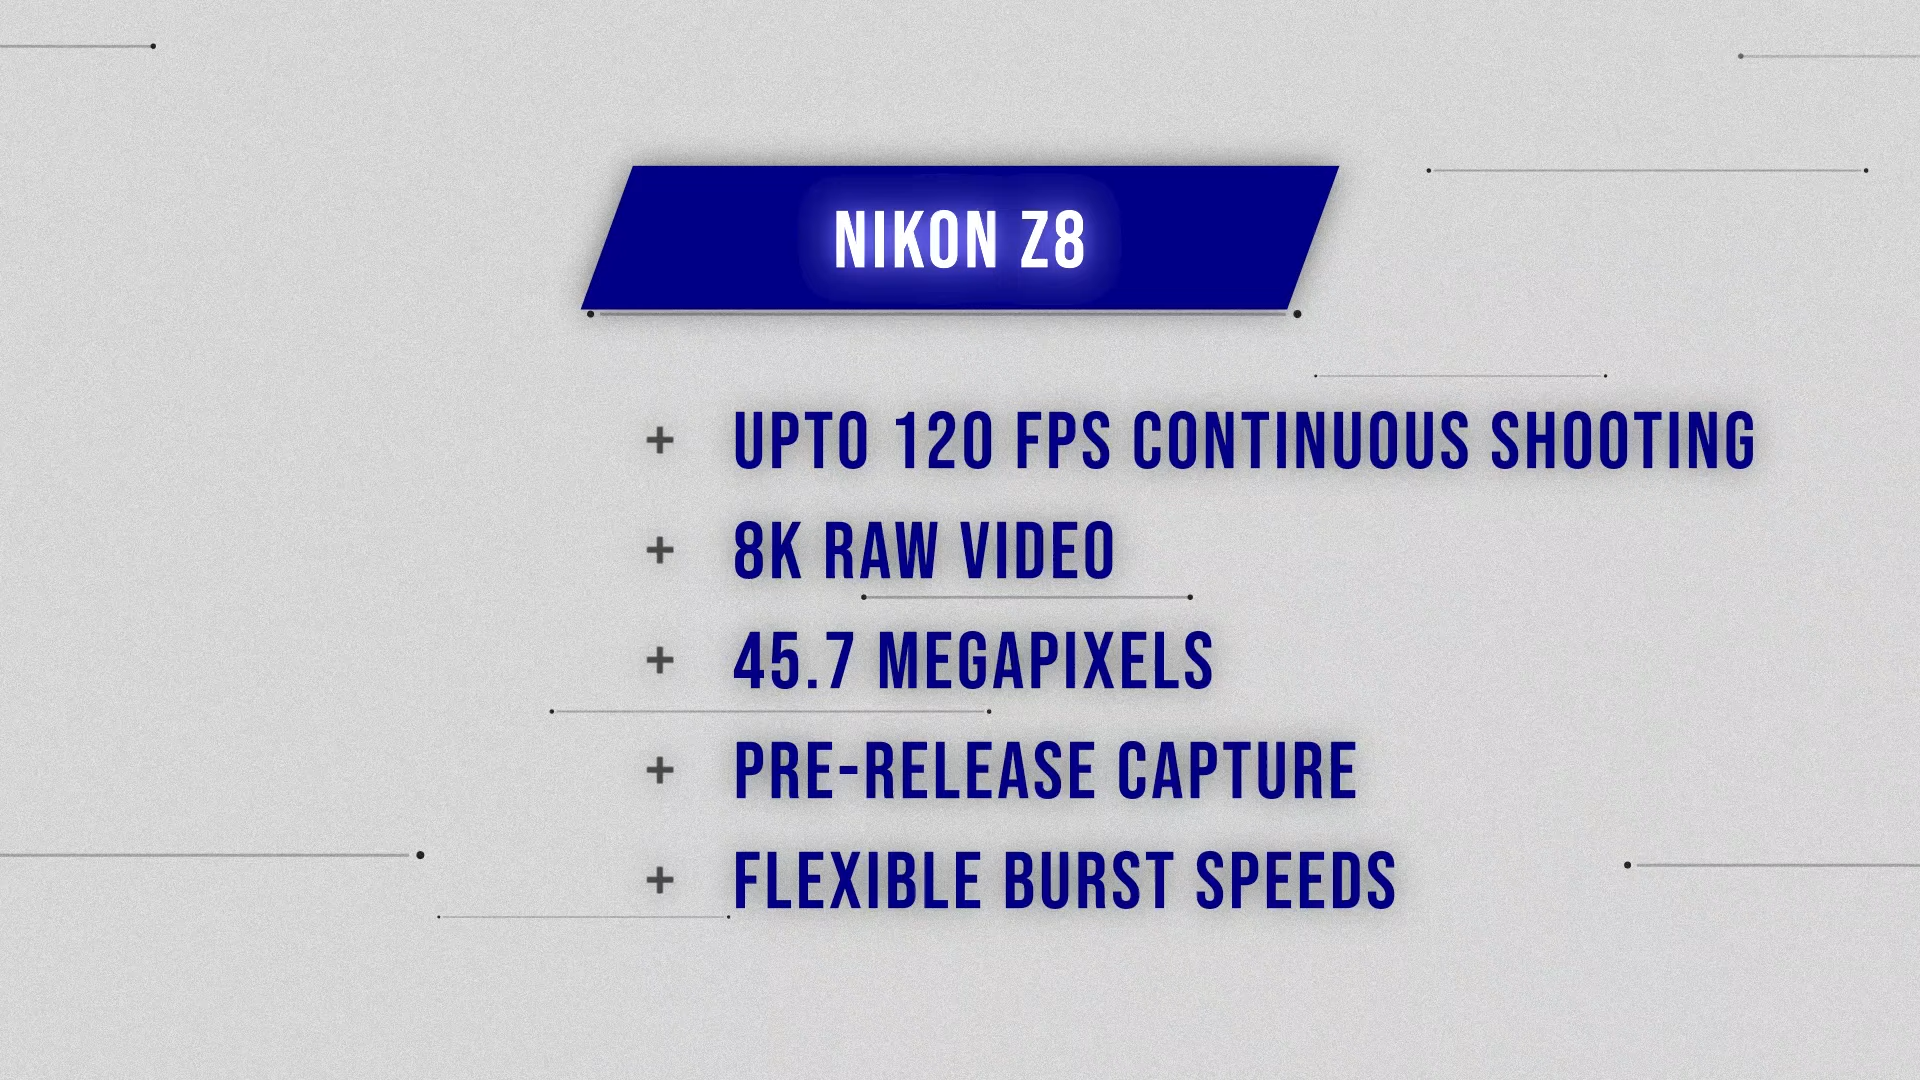 NIKON Z8
+ UPTO 120 FPS CONTINUOUS SHOOTING
+ 8K RAW VIDEO
+ 45.7 MEGAPIXELS
+ PRE-RELEASE CAPTURE
+ FLEXIBLE BURST SPEEDS